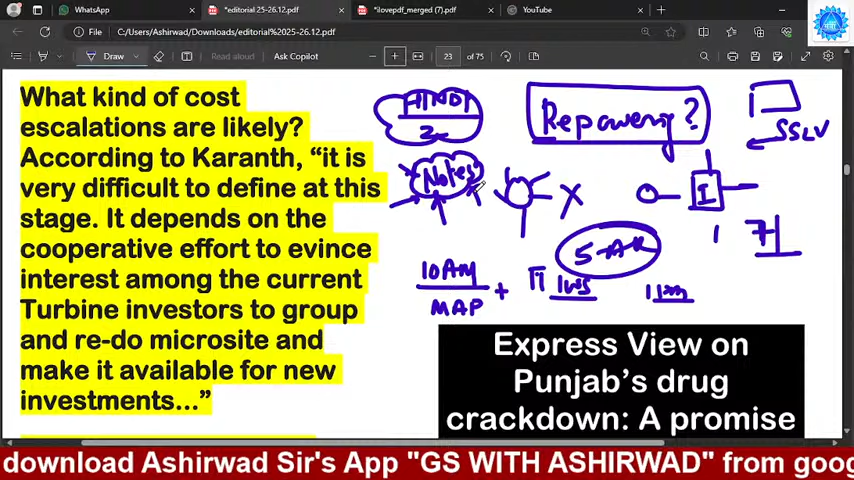 WhatsApp
*editorial 25-26.12.pdf
*ilovepdf_merged (7).pdf
YouTube
File
C:/Users/Ashirwad/Downloads/editorial%2025-26.12.pdf
Draw
Read aloud
Ask Copilot
23
of 75
What kind of cost
escalations are likely?
According to Karanth, “it is
very difficult to define at this
stage. It depends on the
cooperative effort to evince
interest among the current
Turbine investors to group
and re-do microsite and
make it available for new
investments...”
HINDI
2
Repowering?
SSLV
Notes
I
10AM
MAP
+
Express View on
Punjab’s drug
crackdown: A promise
download Ashirwad Sir's App "GS WITH ASHIRWAD" from goog